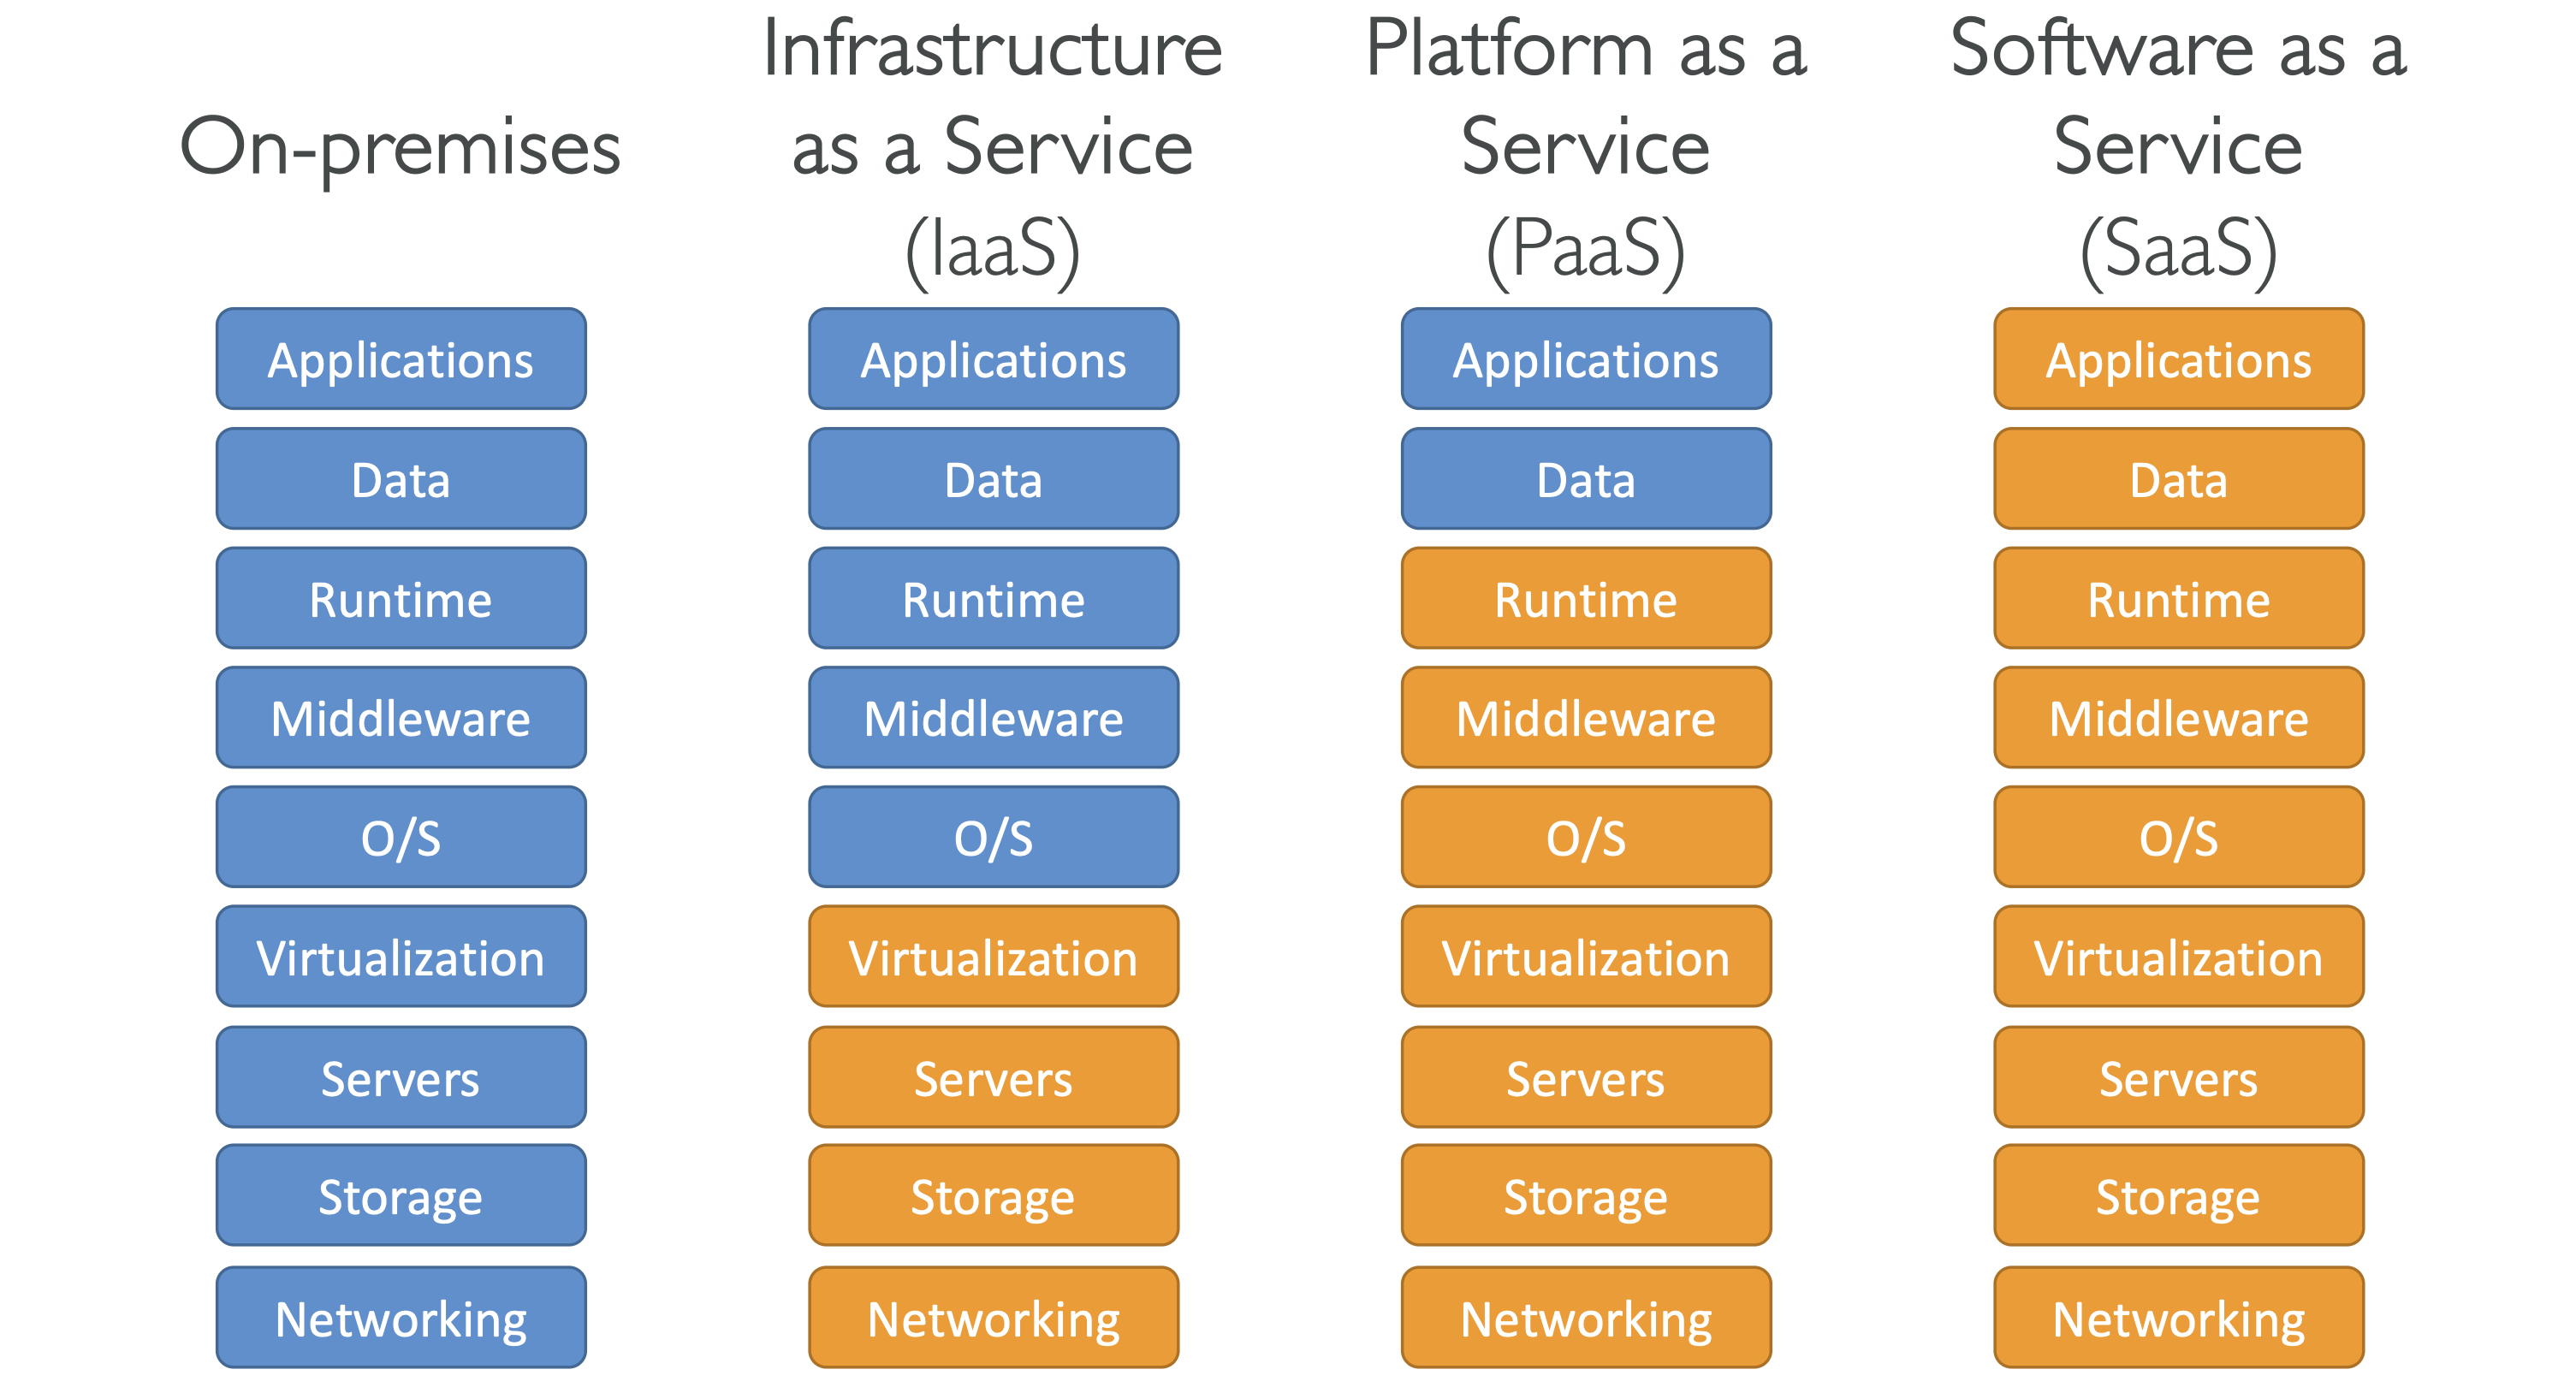 On-premises
Infrastructure
as a Service
(IaaS)
Platform as a
Service
(PaaS)
Software as a
Service
(SaaS)
Applications
Data
Runtime
Middleware
O/S
Virtualization
Servers
Storage
Networking
Applications
Data
Runtime
Middleware
O/S
Virtualization
Servers
Storage
Networking
Applications
Data
Runtime
Middleware
O/S
Virtualization
Servers
Storage
Networking
Applications
Data
Runtime
Middleware
O/S
Virtualization
Servers
Storage
Networking